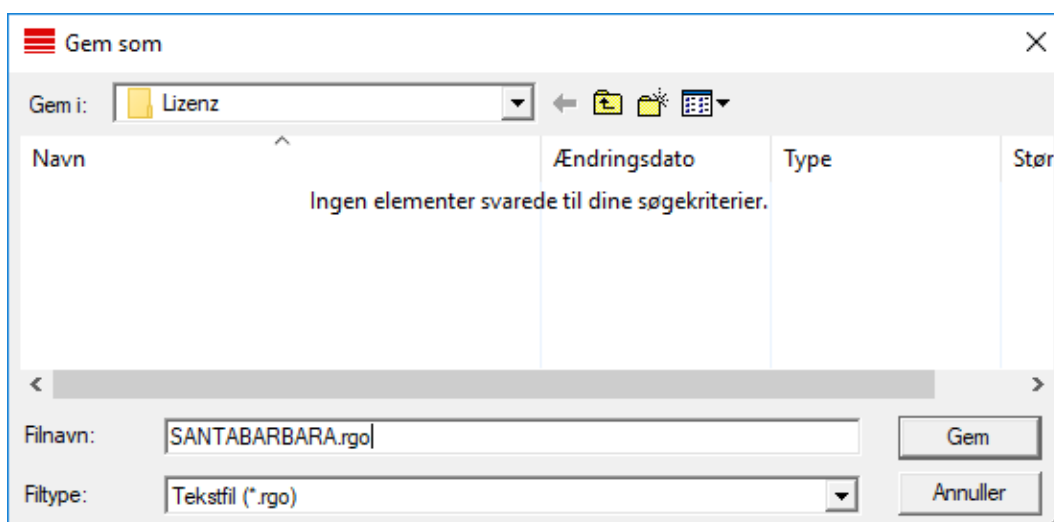 Gem som
Gem i: Lizenz
Navn Ændringsdato Type Stør
Ingen elementer svarede til dine søgekriterier.
Filnavn: SANTABARBARA.rgo Gem
Filtype: Tekstfil (*.rgo) Annuller